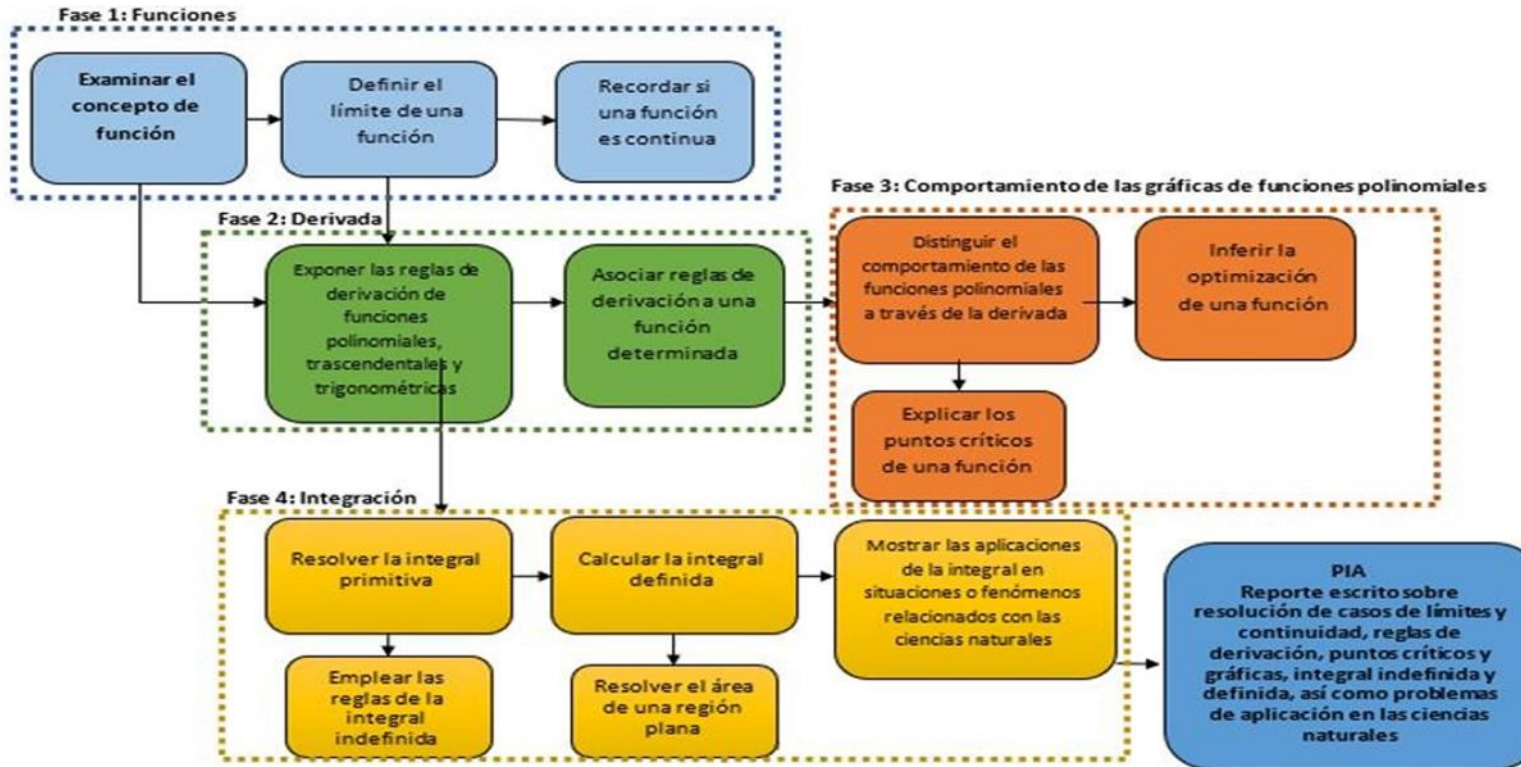 Fase 1: Funciones
Examinar el
concepto de
función
Definir el
límite de una
función
Recordar si
una función
es continua
Fase 2: Derivada
Exponer las reglas de
derivación de
funciones
polinomiales,
trascendentales y
trigonométricas
Asociar reglas de
derivación a una
función
determinada
Fase 3: Comportamiento de las gráficas de funciones polinomiales
Distinguir el
comportamiento de las
funciones polinomiales
a través de la derivada
Inferir la
optimización
de una función
Explicar los
puntos críticos
de una función
Fase 4: Integración
Resolver la integral
primitiva
Calcular la integral
definida
Mostrar las aplicaciones
de la integral en
situaciones o fenómenos
relacionados con las
ciencias naturales
Emplear las
reglas de la
integral
indefinida
Resolver el área
de una región
plana
PIA
Reporte escrito sobre
resolución de casos de límites y
continuidad, reglas de
derivación, puntos críticos y
gráficas, integral indefinida y
definida, así como problemas
de aplicación en las ciencias
naturales